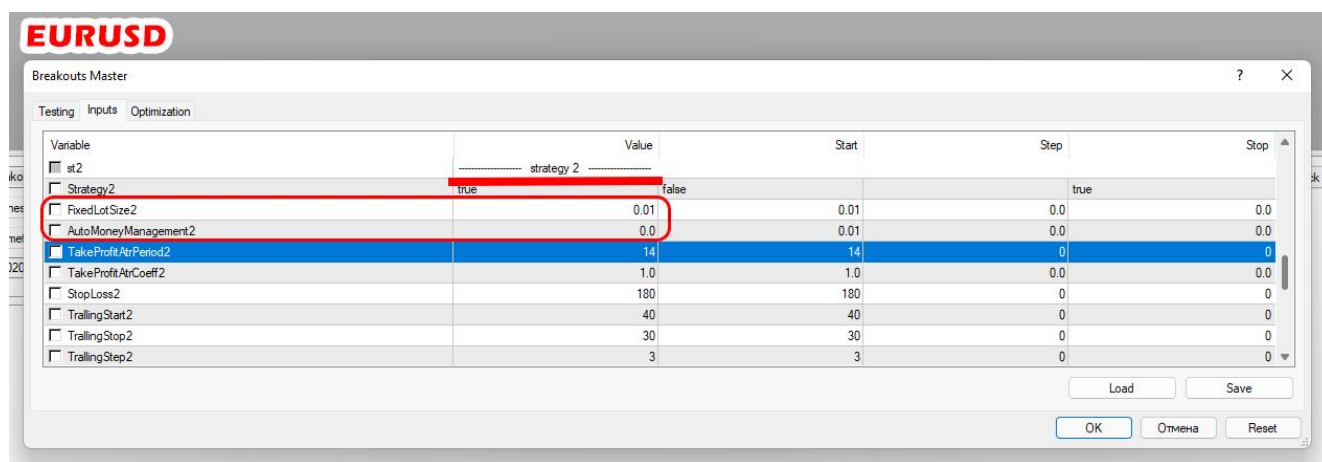 EURUSD
Breakouts Master ? ×
Testing Inputs Optimization
Variable Value Start Step Stop
st2 -------------------- strategy 2 --------------------
Strategy2 true false true
FixedLotSize2 0.01 0.01 0.0 0.0
AutoMoneyManagement2 0.0 0.01 0.0 0.0
TakeProfitAtrPeriod2 14 14 0 0
TakeProfitAtrCoeff2 1.0 1.0 0.0 0.0
StopLoss2 180 180 0 0
TrallingStart2 40 40 0 0
TrallingStop2 30 30 0 0
TrallingStep2 3 3 0 0
Load Save
OK Отмена Reset